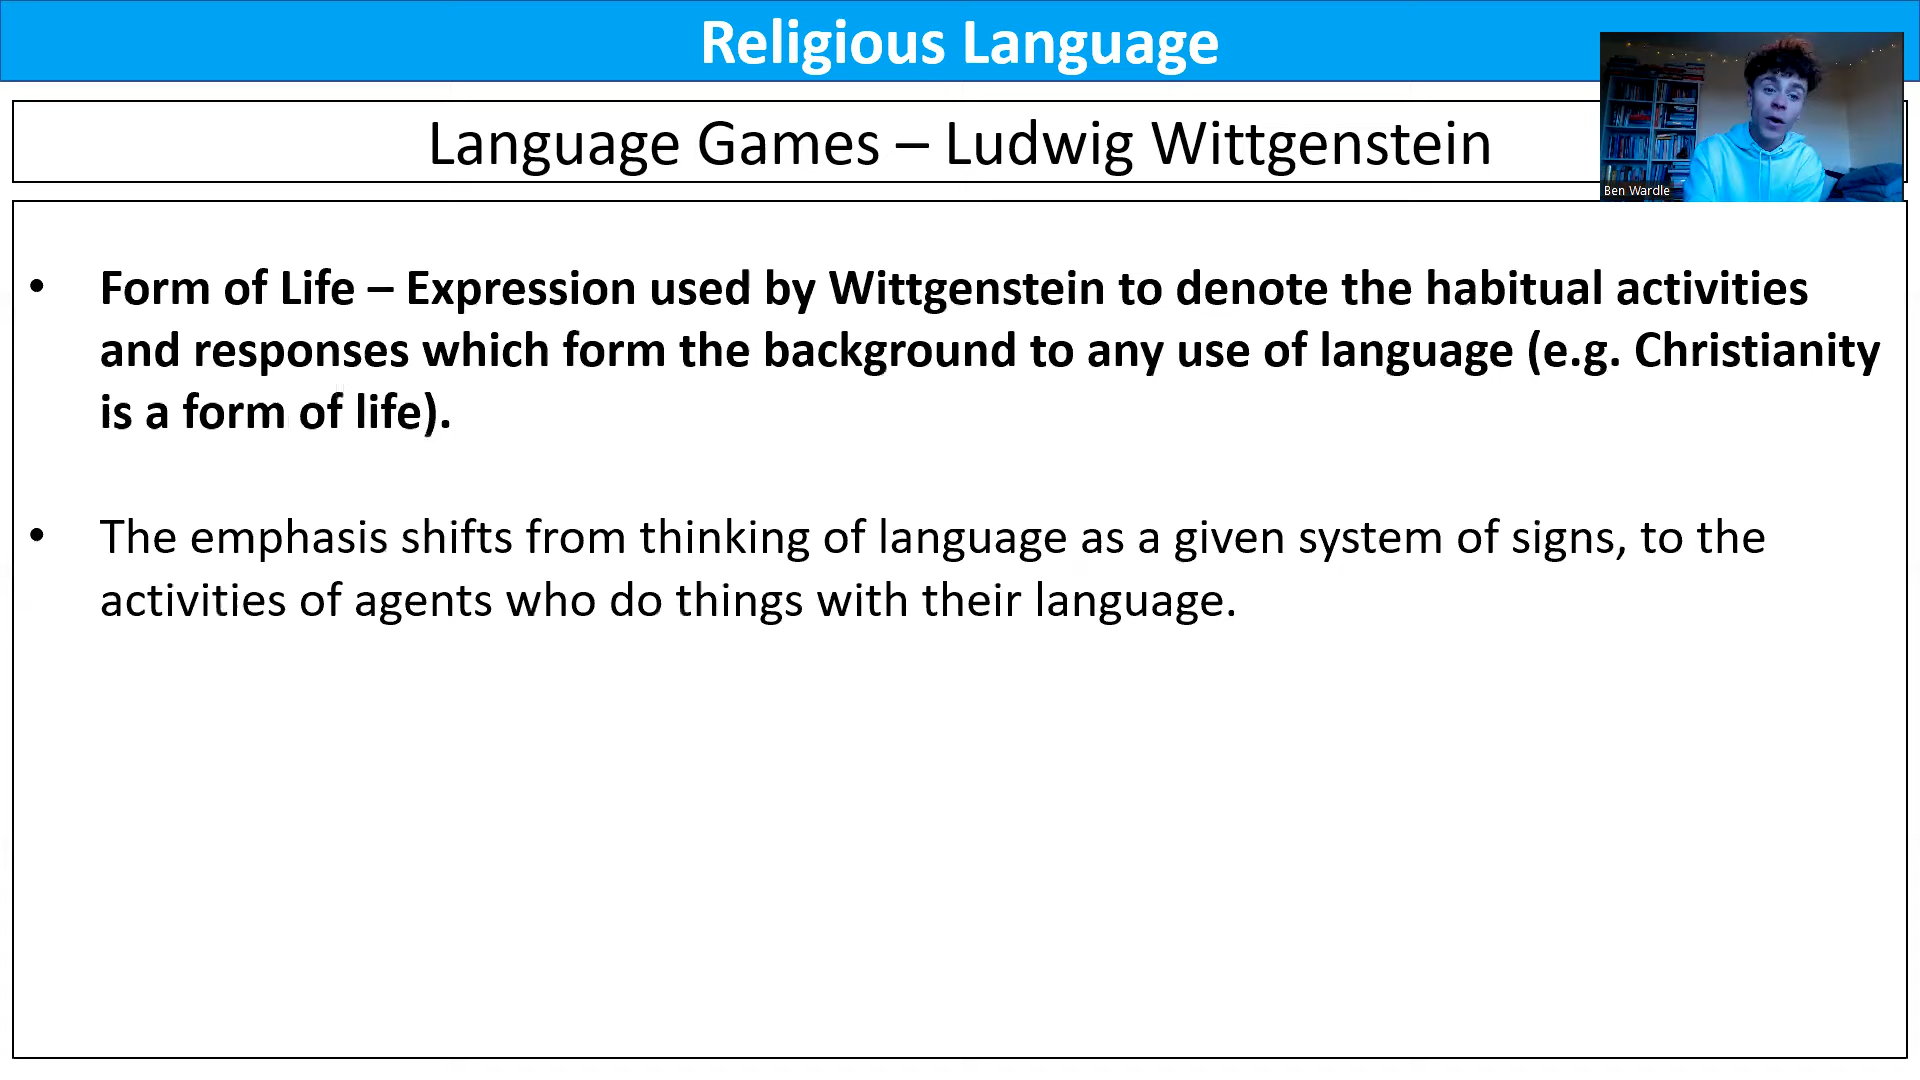 Religious Language
Language Games – Ludwig Wittgenstein
Ben Wardle
• Form of Life – Expression used by Wittgenstein to denote the habitual activities
and responses which form the background to any use of language (e.g. Christianity
is a form of life).
• The emphasis shifts from thinking of language as a given system of signs, to the
activities of agents who do things with their language.